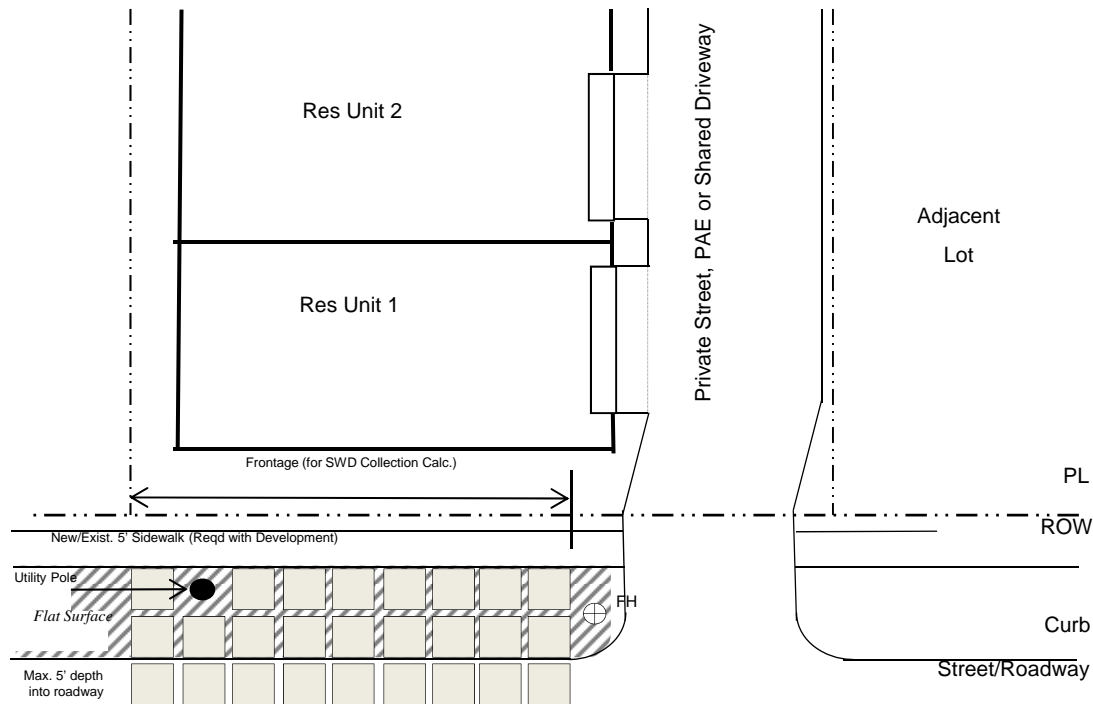 Res Unit 2
Private Street, PAE or Shared Driveway
Adjacent
Lot
Res Unit 1
Frontage (for SWD Collection Calc.)
PL
ROW
New/Exist. 5' Sidewalk (Reqd with Development)
Utility Pole
FH
Flat Surface
Curb
Street/Roadway
Max. 5' depth
into roadway